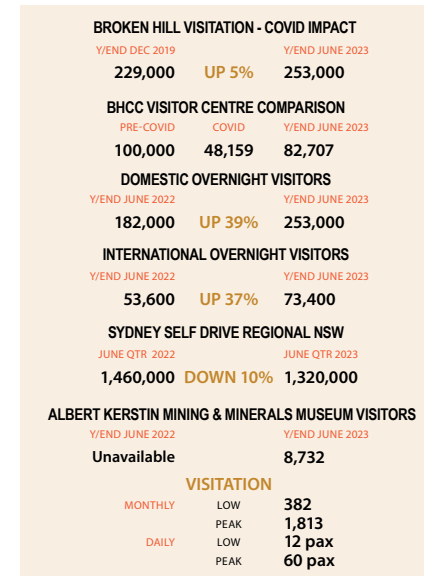 BROKEN HILL VISITATION - COVID IMPACT
Y/END DEC 2019 Y/END JUNE 2023
229,000 UP 5% 253,000
BHCC VISITOR CENTRE COMPARISON
PRE-COVID COVID Y/END JUNE 2023
100,000 48,159 82,707
DOMESTIC OVERNIGHT VISITORS
Y/END JUNE 2022 Y/END JUNE 2023
182,000 UP 39% 253,000
INTERNATIONAL OVERNIGHT VISITORS
Y/END JUNE 2022 Y/END JUNE 2023
53,600 UP 37% 73,400
SYDNEY SELF DRIVE REGIONAL NSW
JUNE QTR 2022 JUNE QTR 2023
1,460,000 DOWN 10% 1,320,000
ALBERT KERSTIN MINING & MINERALS MUSEUM VISITORS
Y/END JUNE 2022 Y/END JUNE 2023
Unavailable 8,732
VISITATION
MONTHLY LOW 382
PEAK 1,813
DAILY LOW 12 pax
PEAK 60 pax